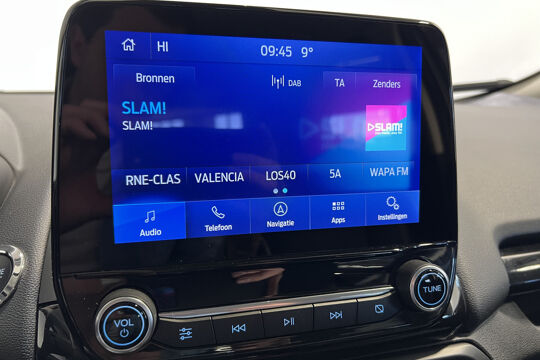 HI 09:45 9°
Bronnen DAB TA Zenders
SLAM!
SLAM!
SLAM!
RNE-CLAS VALENCIA LOS40 5A WAPA FM
Audio Telefoon Navigatie Apps Instellingen
VOL TUNE